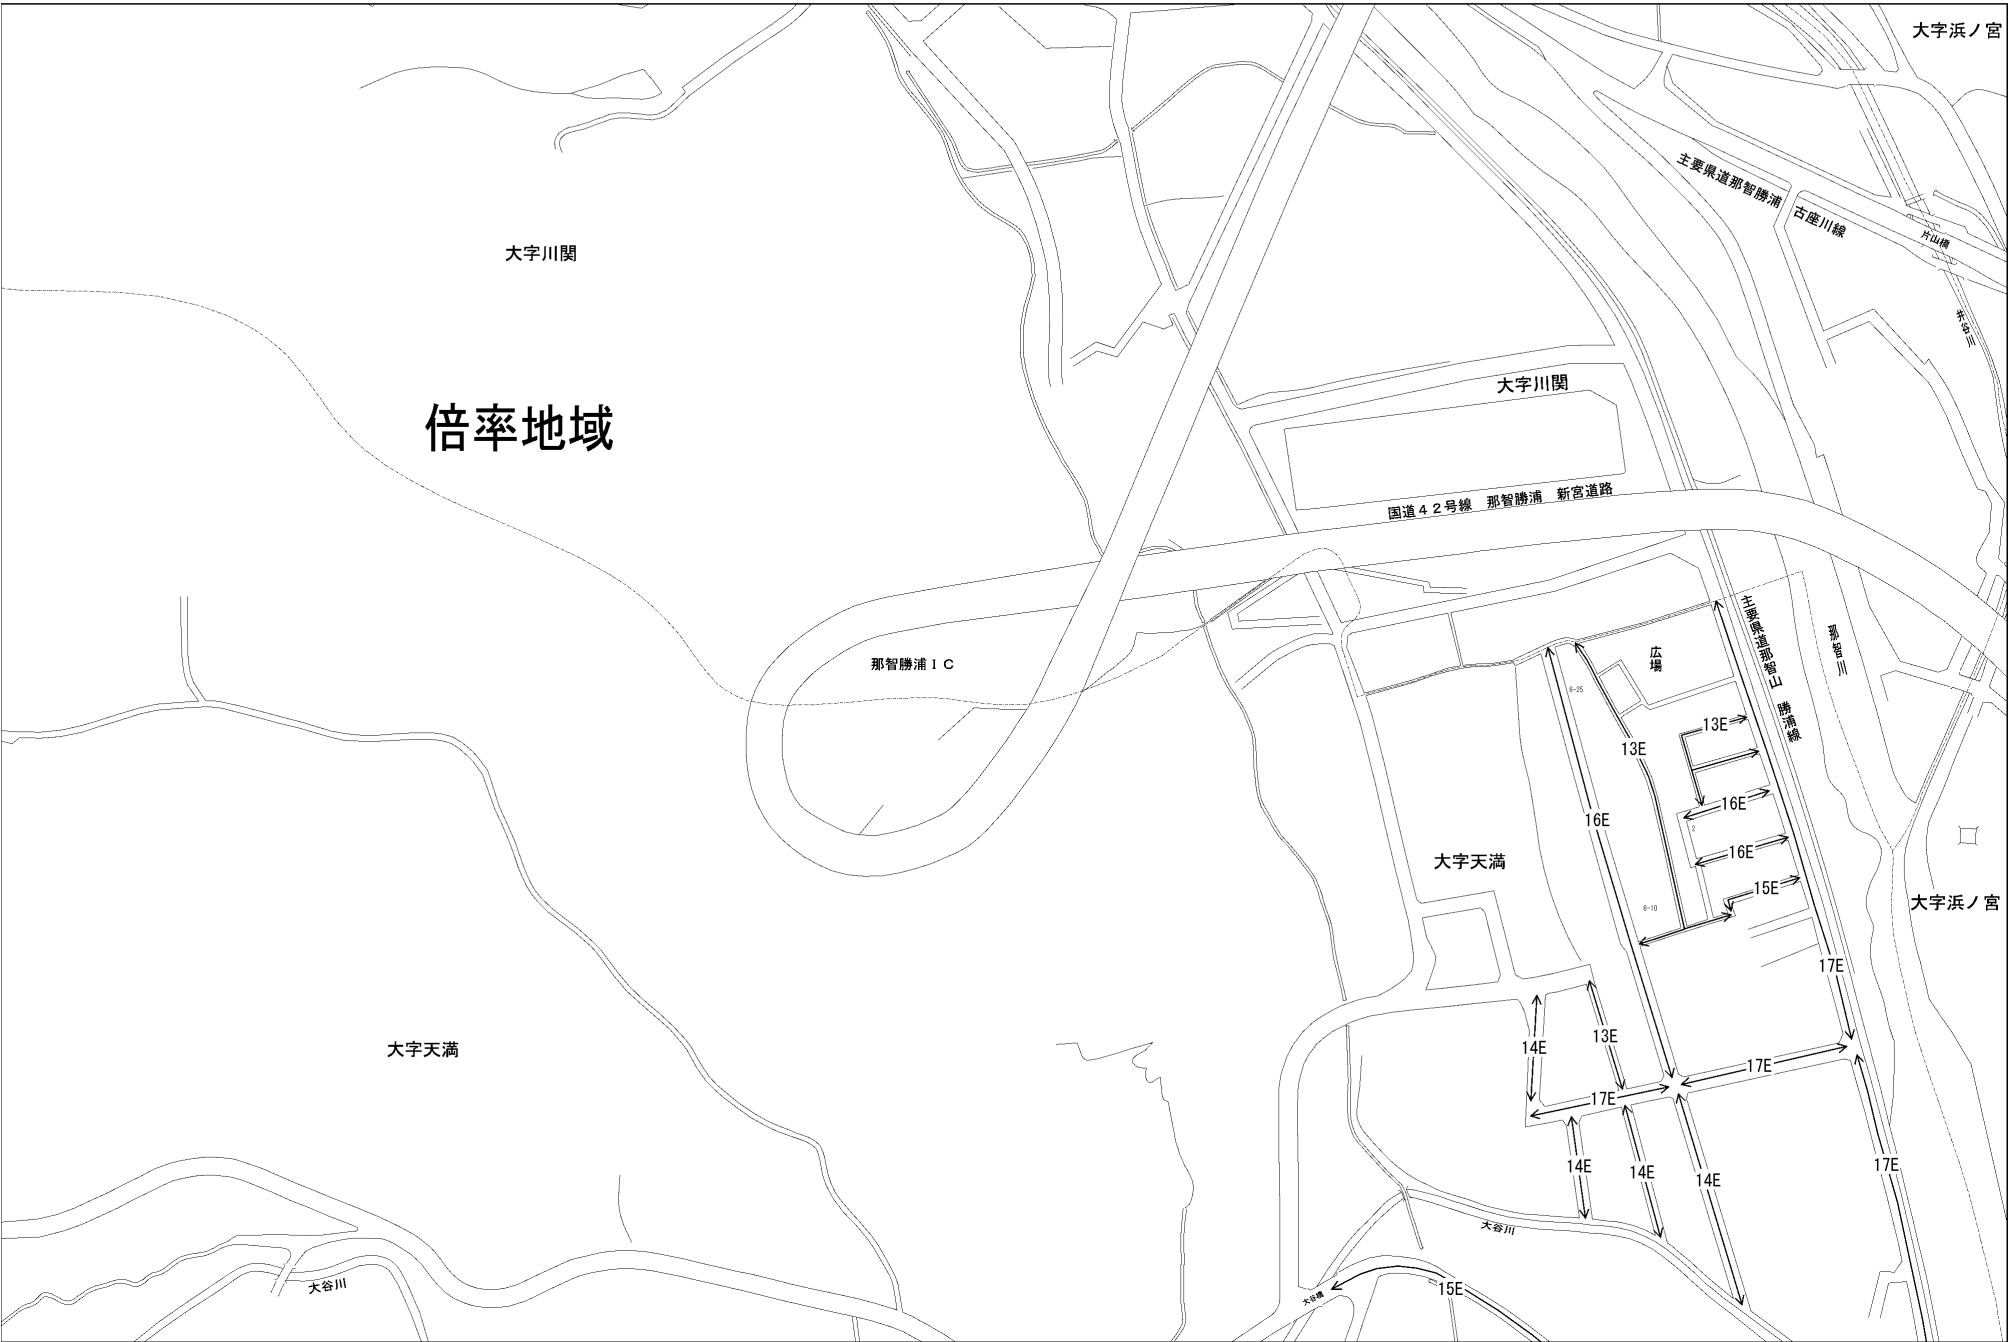 大字浜ノ宮
主要県道那智勝浦
古座川線
片山橋
大字川関
井谷川
大字川関
倍率地域
国道４２号線　那智勝浦　新宮道路
主要県道那智山　勝浦線
那智川
広場
那智勝浦ＩＣ
6-25
13E
13E
16E
16E
2
16E
大字天満
15E
大字浜ノ宮
6-10
17E
13E
14E
大字天満
17E
17E
14E
14E
14E
17E
大谷川
大谷川
15E
大谷橋